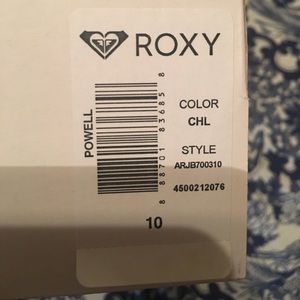 ROXY
POWELL
8 88701 83685 8
10
COLOR
CHL
STYLE
ARJB700310
4500212076